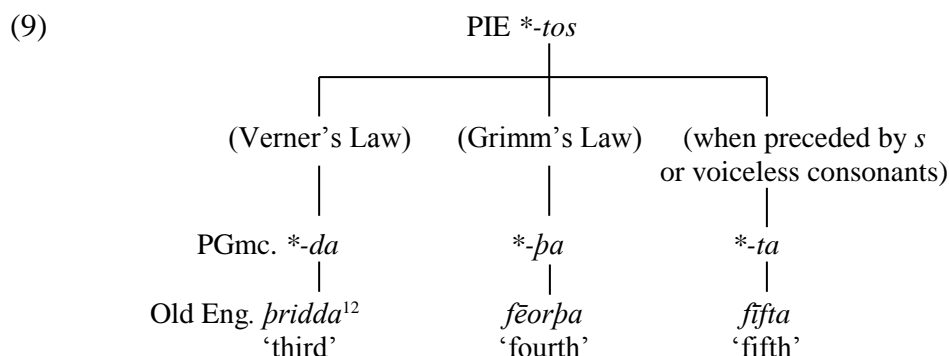 (9) PIE *-tos
(Verner’s Law) (Grimm’s Law) (when preceded by s
or voiceless consonants)
PGmc. *-da *-þa *-ta
Old Eng. þridda¹² fēorþa fīfta
‘third’ ‘fourth’ ‘fifth’